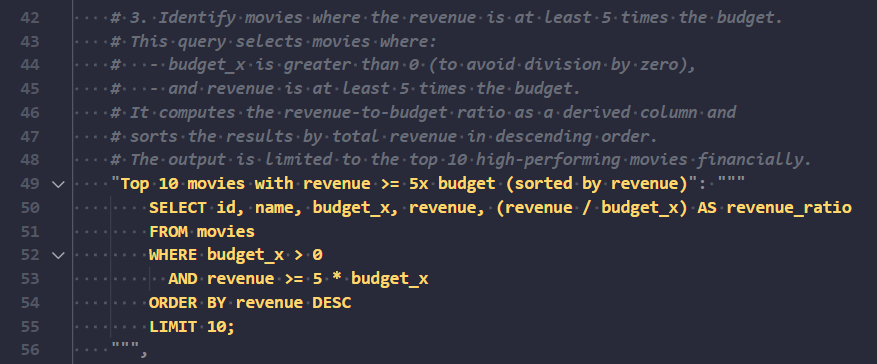 42 # 3. Identify movies where the revenue is at least 5 times the budget.
43 # This query selects movies where:
44 # - budget_x is greater than 0 (to avoid division by zero),
45 # - and revenue is at least 5 times the budget.
46 # It computes the revenue-to-budget ratio as a derived column and
47 # sorts the results by total revenue in descending order.
48 # The output is limited to the top 10 high-performing movies financially.
49 "Top 10 movies with revenue >= 5x budget (sorted by revenue)": """
50 SELECT id, name, budget_x, revenue, (revenue / budget_x) AS revenue_ratio
51 FROM movies
52 WHERE budget_x > 0
53 AND revenue >= 5 * budget_x
54 ORDER BY revenue DESC
55 LIMIT 10;
56 """,